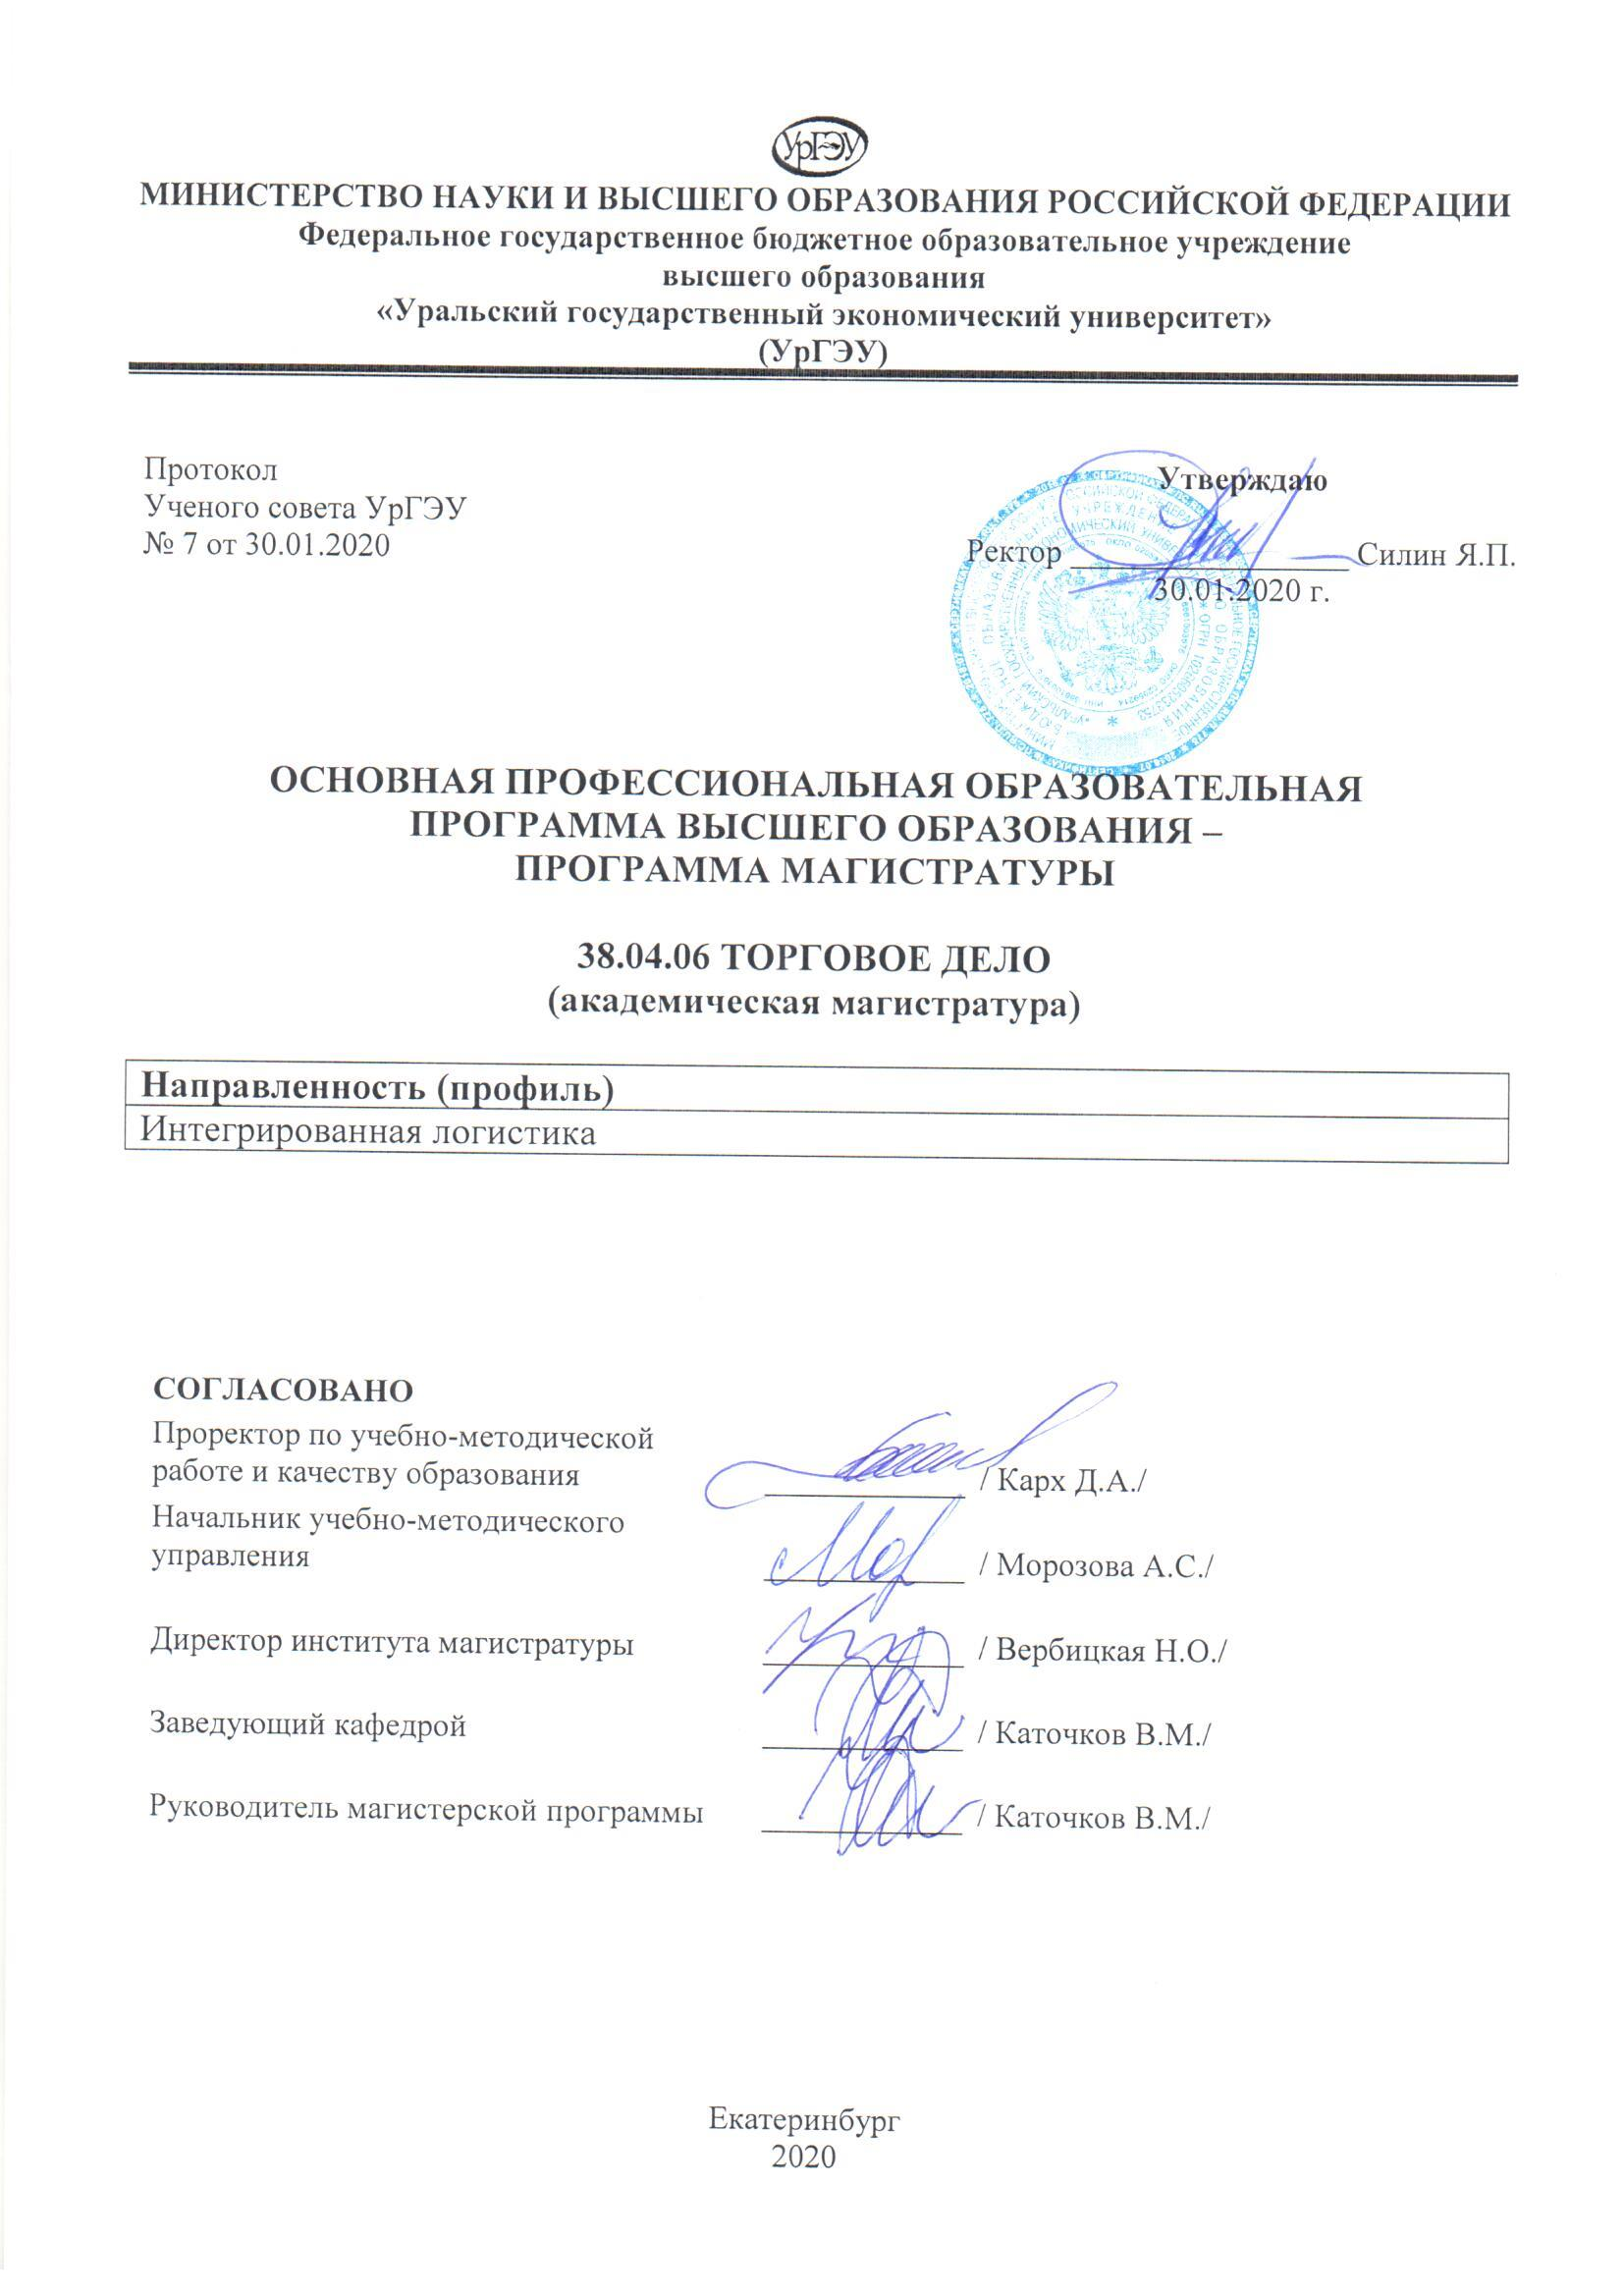 УрГЭУ
МИНИСТЕРСТВО НАУКИ И ВЫСШЕГО ОБРАЗОВАНИЯ РОССИЙСКОЙ ФЕДЕРАЦИИ
Федеральное государственное бюджетное образовательное учреждение
высшего образования
«Уральский государственный экономический университет»
(УрГЭУ)
Протокол
Ученого совета УрГЭУ
№ 7 от 30.01.2020
Утверждаю
Ректор Силин Я.П.
30.01.2020 г.
ОСНОВНАЯ ПРОФЕССИОНАЛЬНАЯ ОБРАЗОВАТЕЛЬНАЯ
ПРОГРАММА ВЫСШЕГО ОБРАЗОВАНИЯ –
ПРОГРАММА МАГИСТРАТУРЫ
38.04.06 ТОРГОВОЕ ДЕЛО
(академическая магистратура)
Направленность (профиль)
Интегрированная логистика
СОГЛАСОВАНО
Проректор по учебно-методической
работе и качеству образования / Карх Д.А./
Начальник учебно-методического
управления / Морозова А.С./
Директор института магистратуры / Вербицкая Н.О./
Заведующий кафедрой / Каточков В.М./
Руководитель магистерской программы / Каточков В.М./
Екатеринбург
2020